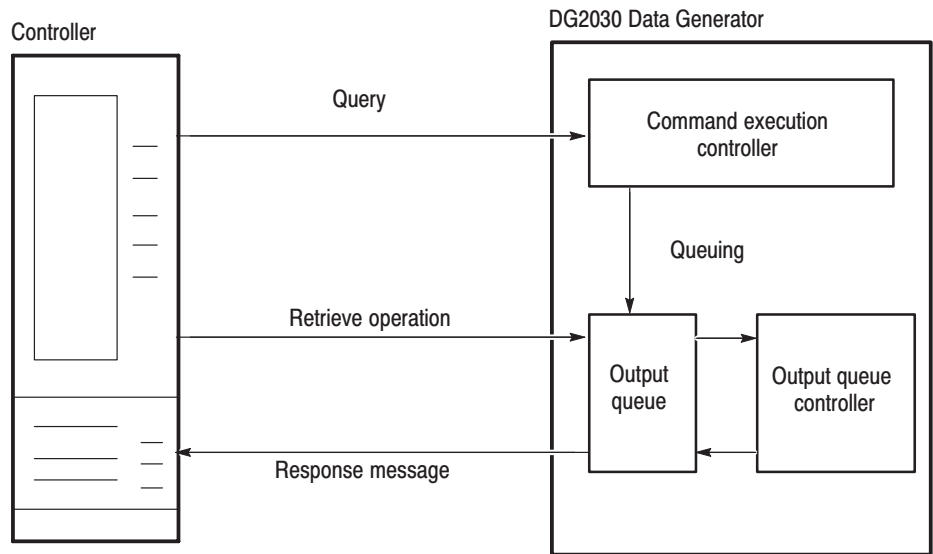 DG2030 Data Generator
Controller
Query
Command execution
controller
Queuing
Retrieve operation
Output
queue
Output queue
controller
Response message